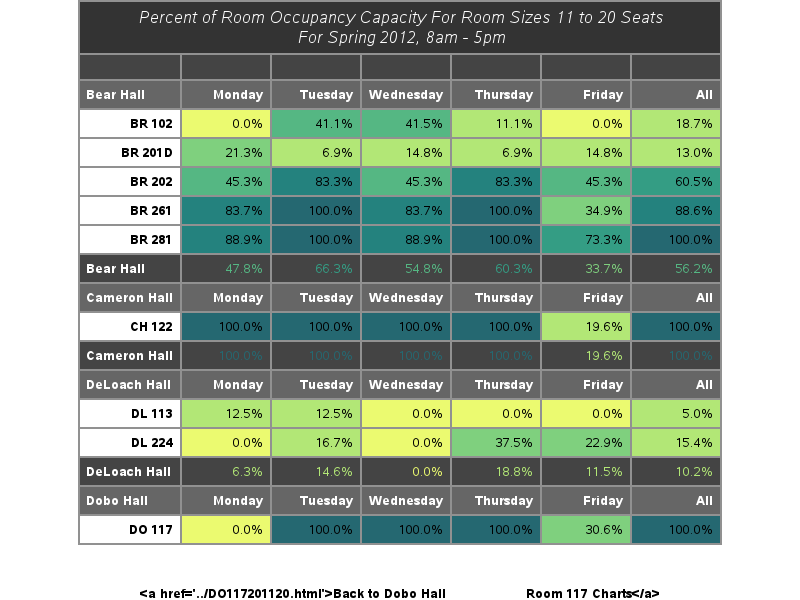 Percent of Room Occupancy Capacity For Room Sizes 11 to 20 Seats
For Spring 2012, 8am - 5pm
Bear Hall Monday Tuesday Wednesday Thursday Friday All
BR 102 0.0% 41.1% 41.5% 11.1% 0.0% 18.7%
BR 201D 21.3% 6.9% 14.8% 6.9% 14.8% 13.0%
BR 202 45.3% 83.3% 45.3% 83.3% 45.3% 60.5%
BR 261 83.7% 100.0% 83.7% 100.0% 34.9% 88.6%
BR 281 88.9% 100.0% 88.9% 100.0% 73.3% 100.0%
Bear Hall 47.8% 66.3% 54.8% 60.3% 33.7% 56.2%
Cameron Hall Monday Tuesday Wednesday Thursday Friday All
CH 122 100.0% 100.0% 100.0% 100.0% 19.6% 100.0%
Cameron Hall 100.0% 100.0% 100.0% 100.0% 19.6% 100.0%
DeLoach Hall Monday Tuesday Wednesday Thursday Friday All
DL 113 12.5% 12.5% 0.0% 0.0% 0.0% 5.0%
DL 224 0.0% 16.7% 0.0% 37.5% 22.9% 15.4%
DeLoach Hall 6.3% 14.6% 0.0% 18.8% 11.5% 10.2%
Dobo Hall Monday Tuesday Wednesday Thursday Friday All
DO 117 0.0% 100.0% 100.0% 100.0% 30.6% 100.0%
<a href='../DO117201120.html'>Back to Dobo Hall Room 117 Charts</a>